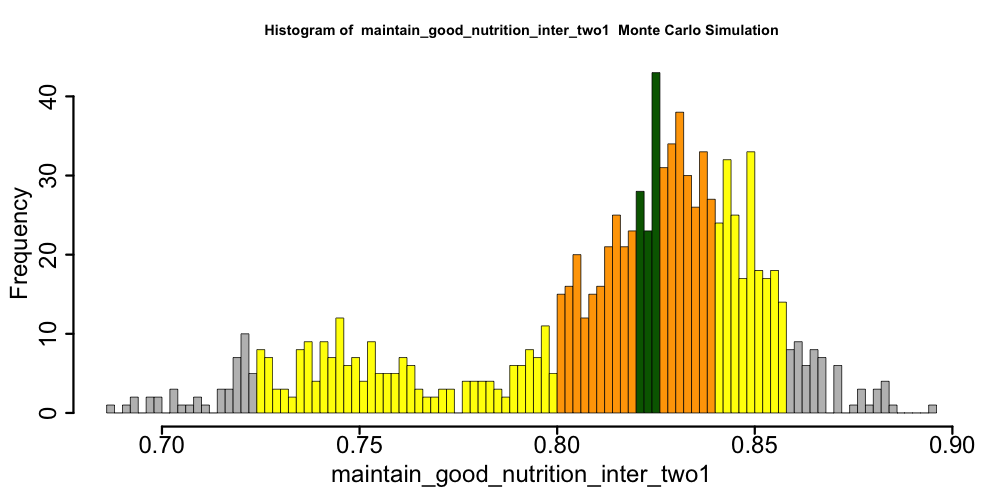 Histogram of maintain_good_nutrition_inter_two1 Monte Carlo Simulation
Frequency
40
30
20
10
0
0.70 0.75 0.80 0.85 0.90
maintain_good_nutrition_inter_two1